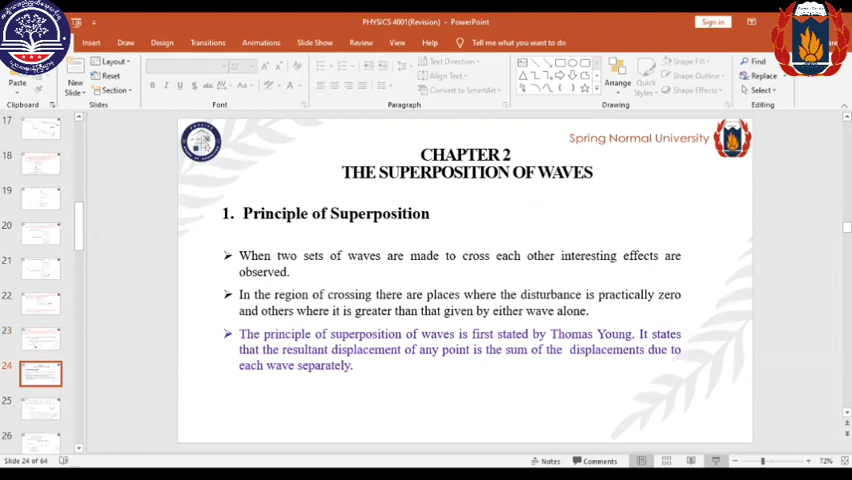 PHYSICS 4001(Revision) - PowerPoint
Sign in
Insert Draw Design Transitions Animations Slide Show Review View Help Tell me what you want to do
Paste
New
Slide
Layout
Reset
Section
Arrange
Quick
Styles
Align Text
Convert to SmartArt
Shape Fill
Shape Outline
Shape Effects
Find
Replace
Select
Clipboard Slides Font Paragraph Drawing Editing
17
18
19
20
21
22
23
24
25
26
Spring Normal University
CHAPTER 2
THE SUPERPOSITION OF WAVES
1. Principle of Superposition
➢ When two sets of waves are made to cross each other interesting effects are
observed.
➢ In the region of crossing there are places where the disturbance is practically zero
and others where it is greater than that given by either wave alone.
➢ The principle of superposition of waves is first stated by Thomas Young. It states
that the resultant displacement of any point is the sum of the displacements due to
each wave separately.
Slide 24 of 64
Notes
Comments
72%